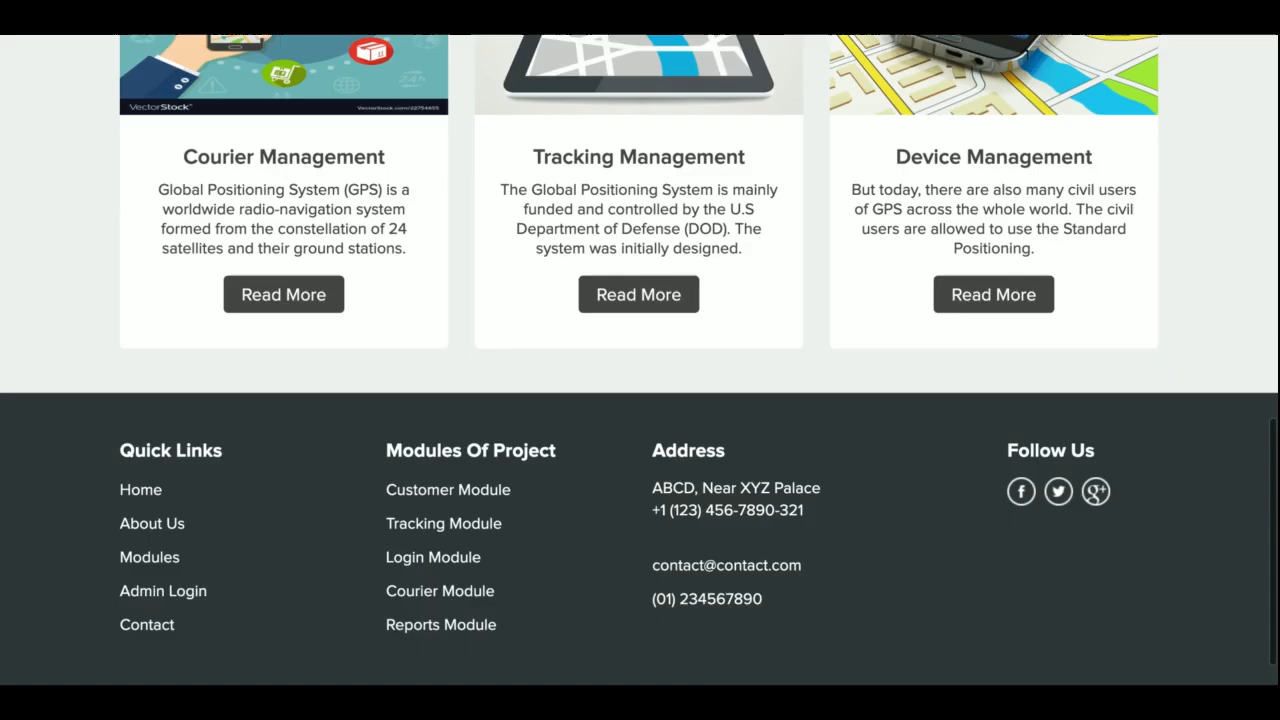 VectorStock
VectorStock.com/22754655
Courier Management
Global Positioning System (GPS) is a
worldwide radio-navigation system
formed from the constellation of 24
satellites and their ground stations.
Read More
Tracking Management
The Global Positioning System is mainly
funded and controlled by the U.S
Department of Defense (DOD). The
system was initially designed.
Read More
Device Management
But today, there are also many civil users
of GPS across the whole world. The civil
users are allowed to use the Standard
Positioning.
Read More
Quick Links
Home
About Us
Modules
Admin Login
Contact
Modules Of Project
Customer Module
Tracking Module
Login Module
Courier Module
Reports Module
Address
ABCD, Near XYZ Palace
+1 (123) 456-7890-321
contact@contact.com
(01) 234567890
Follow Us